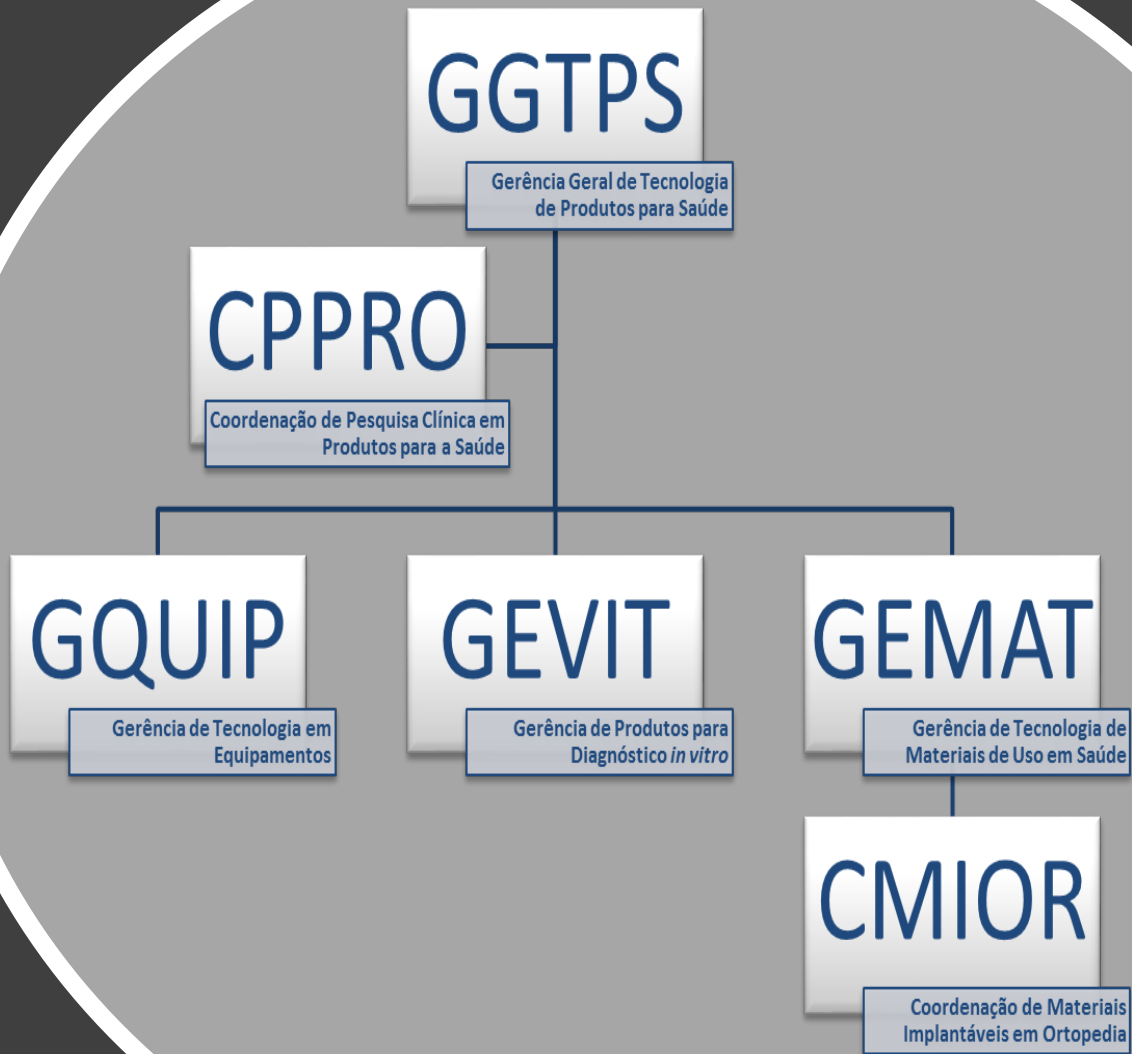 GGTPS
Gerência Geral de Tecnologia
de Produtos para Saúde
CPPRO
Coordenação de Pesquisa Clínica em
Produtos para a Saúde
GQUIP
Gerência de Tecnologia em
Equipamentos
GEVIT
Gerência de Produtos para
Diagnóstico in vitro
GEMAT
Gerência de Tecnologia de
Materiais de Uso em Saúde
CMIOR
Coordenação de Materiais
Implantáveis em Ortopedia